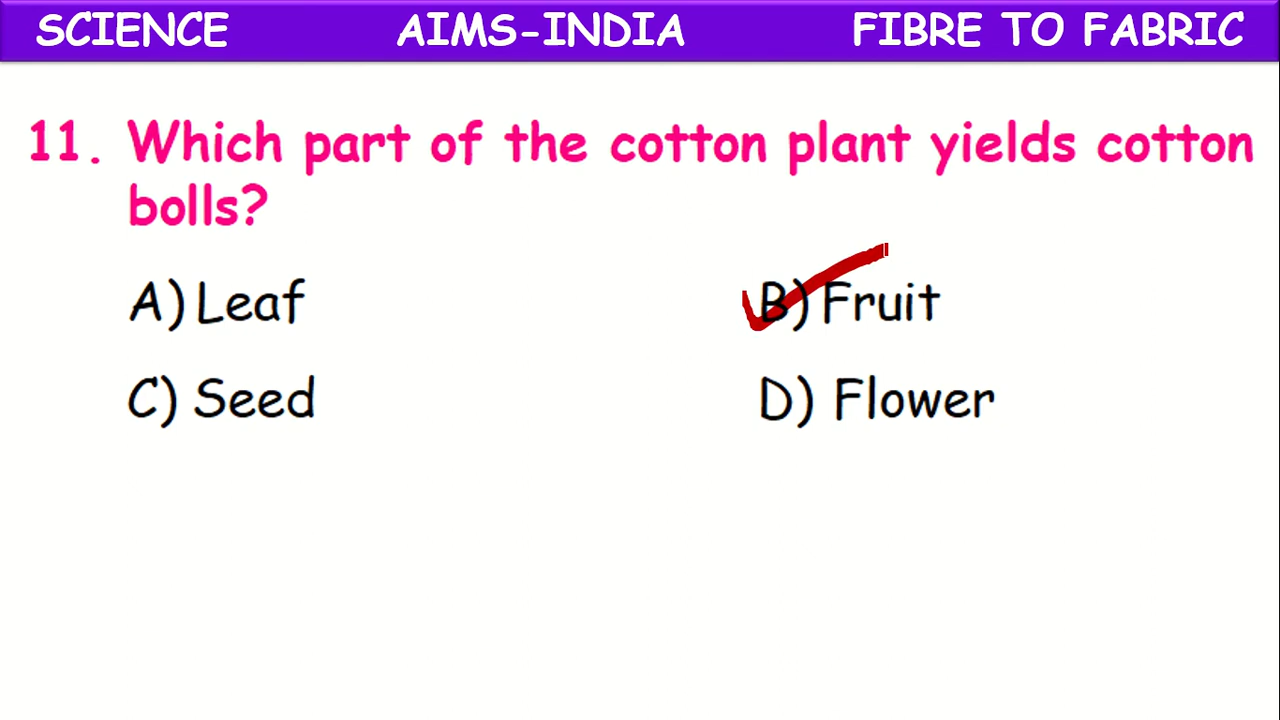 SCIENCE AIMS-INDIA FIBRE TO FABRIC
11. Which part of the cotton plant yields cotton
bolls?
A) Leaf B) Fruit
C) Seed D) Flower